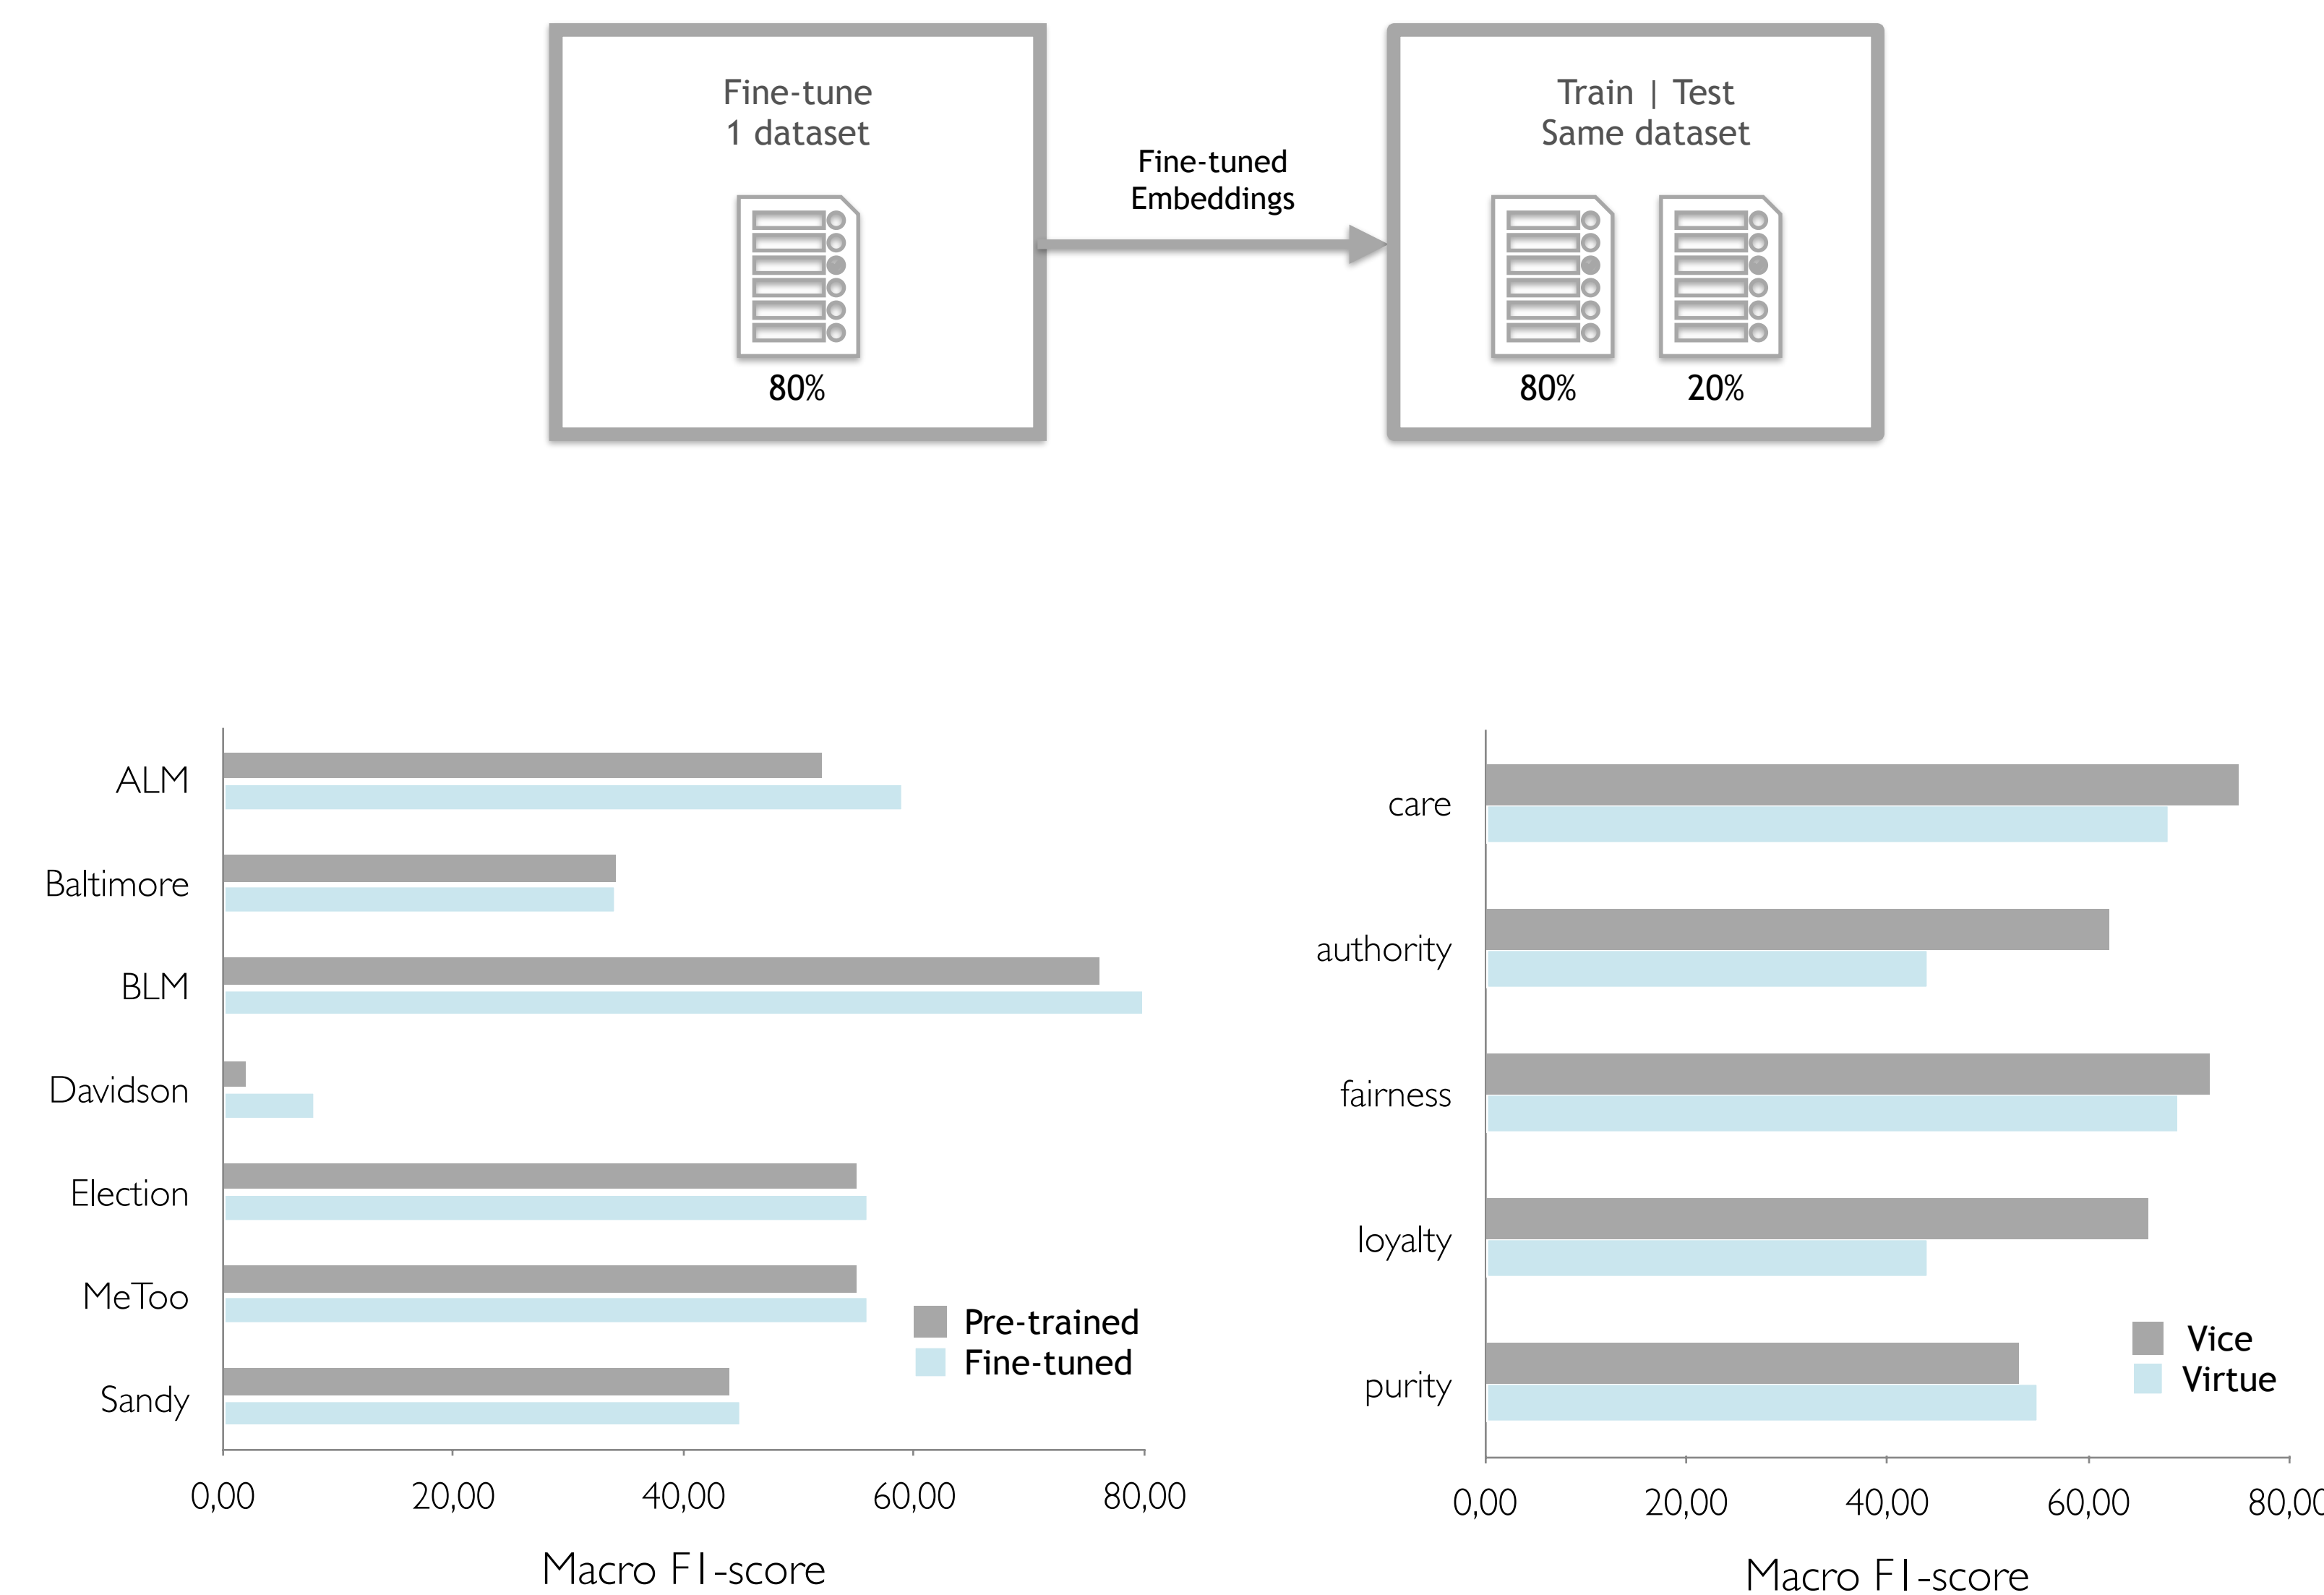 Fine-tune
1 dataset
80%
Fine-tuned
Embeddings
Train | Test
Same dataset
80% 20%
ALM
Baltimore
BLM
Davidson
Election
MeToo
Sandy
Pre-trained
Fine-tuned
0,00 20,00 40,00 60,00 80,00
Macro F1-score
care
authority
fairness
loyalty
purity
Vice
Virtue
0,00 20,00 40,00 60,00 80,00
Macro F1-score